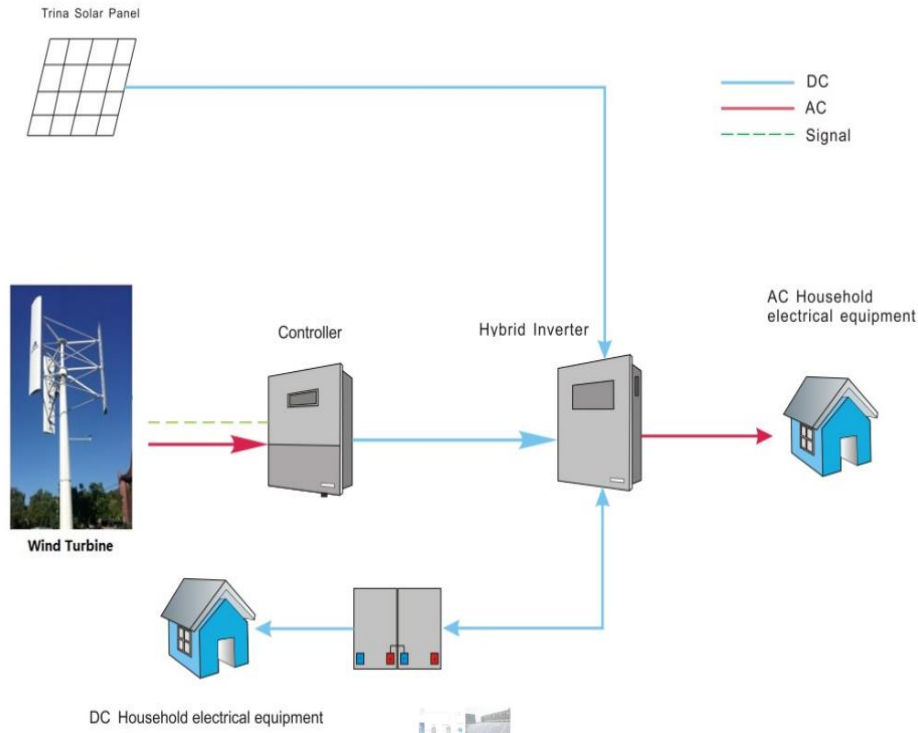 Trina Solar Panel
DC
AC
Signal
AC Household
electrical equipment
Controller
Hybrid Inverter
Wind Turbine
DC Household electrical equipment